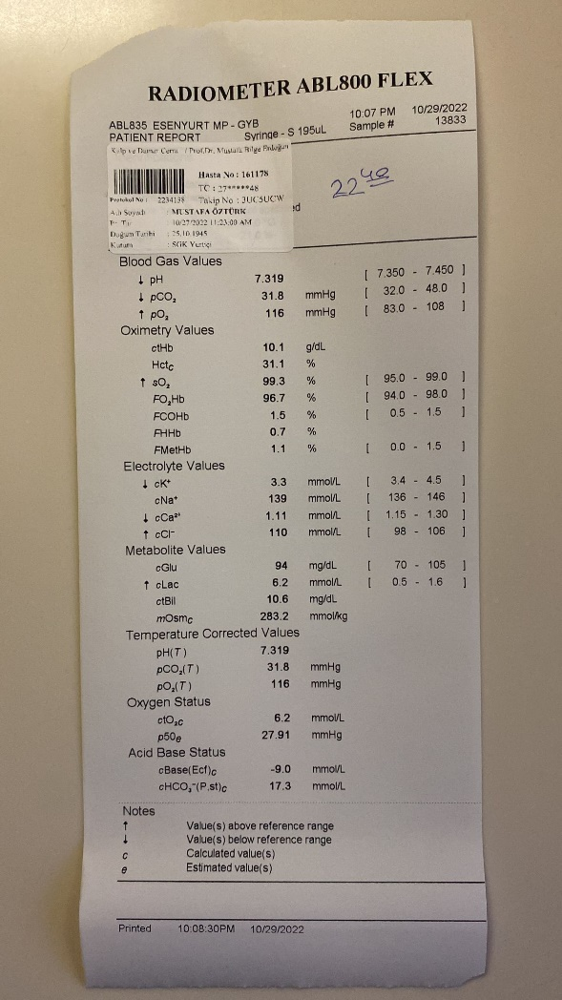 RADIOMETER ABL800 FLEX
ABL835 ESENYURT MP - GYB 10:07 PM 10/29/2022
PATIENT REPORT Syringe - S 195uL Sample # 13833
Kalp ve Damar Cerra / Prof.Dr. Mustafa Bilge Erdoğan
Hasta No : 161178
TC : 27*****48
Protokol No : 2234138 Takip No : 3UC5UCW
Adı Soyadı : MUSTAFA ÖZTÜRK
10/27/2022 11:23:00 AM
Doğum Tarihi : 25.10.1945
Kurum : SGK Yurtiçi
22 40
Blood Gas Values
↓ pH 7.319 [ 7.350 - 7.450 ]
↓ pCO₂ 31.8 mmHg [ 32.0 - 48.0 ]
↑ pO₂ 116 mmHg [ 83.0 - 108 ]
Oximetry Values
ctHb 10.1 g/dL
Hctc 31.1 %
↑ sO₂ 99.3 % [ 95.0 - 99.0 ]
FO₂Hb 96.7 % [ 94.0 - 98.0 ]
FCOHb 1.5 % [ 0.5 - 1.5 ]
FHHb 0.7 %
FMetHb 1.1 % [ 0.0 - 1.5 ]
Electrolyte Values
↓ cK⁺ 3.3 mmol/L [ 3.4 - 4.5 ]
cNa⁺ 139 mmol/L [ 136 - 146 ]
↓ cCa²⁺ 1.11 mmol/L [ 1.15 - 1.30 ]
↑ cCl⁻ 110 mmol/L [ 98 - 106 ]
Metabolite Values
cGlu 94 mg/dL [ 70 - 105 ]
↑ cLac 6.2 mmol/L [ 0.5 - 1.6 ]
ctBil 10.6 mg/dL
mOsmc 283.2 mmol/kg
Temperature Corrected Values
pH(T) 7.319
pCO₂(T) 31.8 mmHg
pO₂(T) 116 mmHg
Oxygen Status
ctO₂c 6.2 mmol/L
p50e 27.91 mmHg
Acid Base Status
cBase(Ecf)c -9.0 mmol/L
cHCO₃⁻(P,st)c 17.3 mmol/L
Notes
↑ Value(s) above reference range
↓ Value(s) below reference range
c Calculated value(s)
e Estimated value(s)
Printed 10:08:30PM 10/29/2022